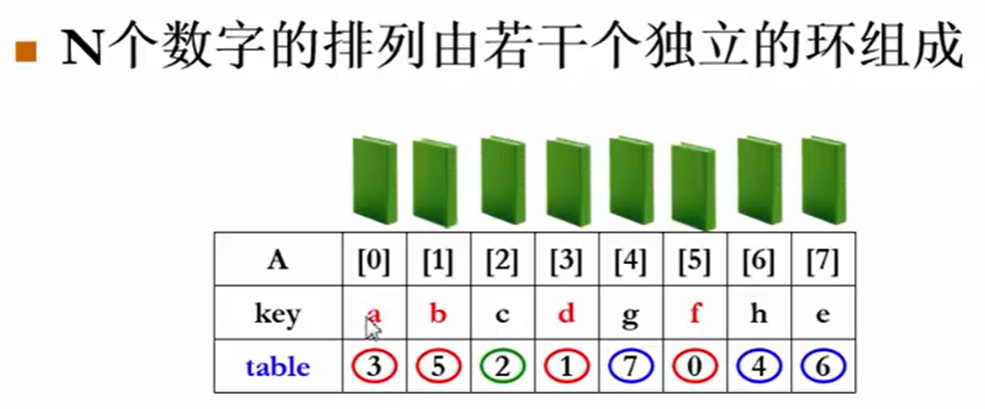 N个数字的排列由若干个独立的环组成
A [0] [1] [2] [3] [4] [5] [6] [7]
key a b c d g f h e
table 3 5 2 1 7 0 4 6